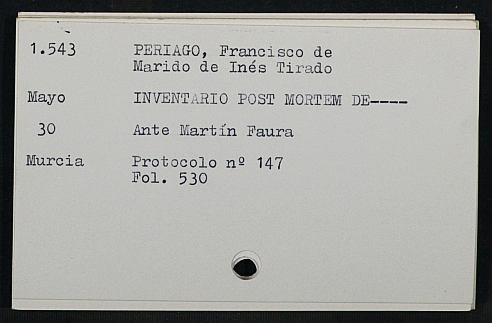 1.543 PERIAGO, Francisco de
Marido de Inés Tirado
Mayo INVENTARIO POST MORTEM DE----
30 Ante Martín Faura
Murcia Protocolo nº 147
Fol. 530